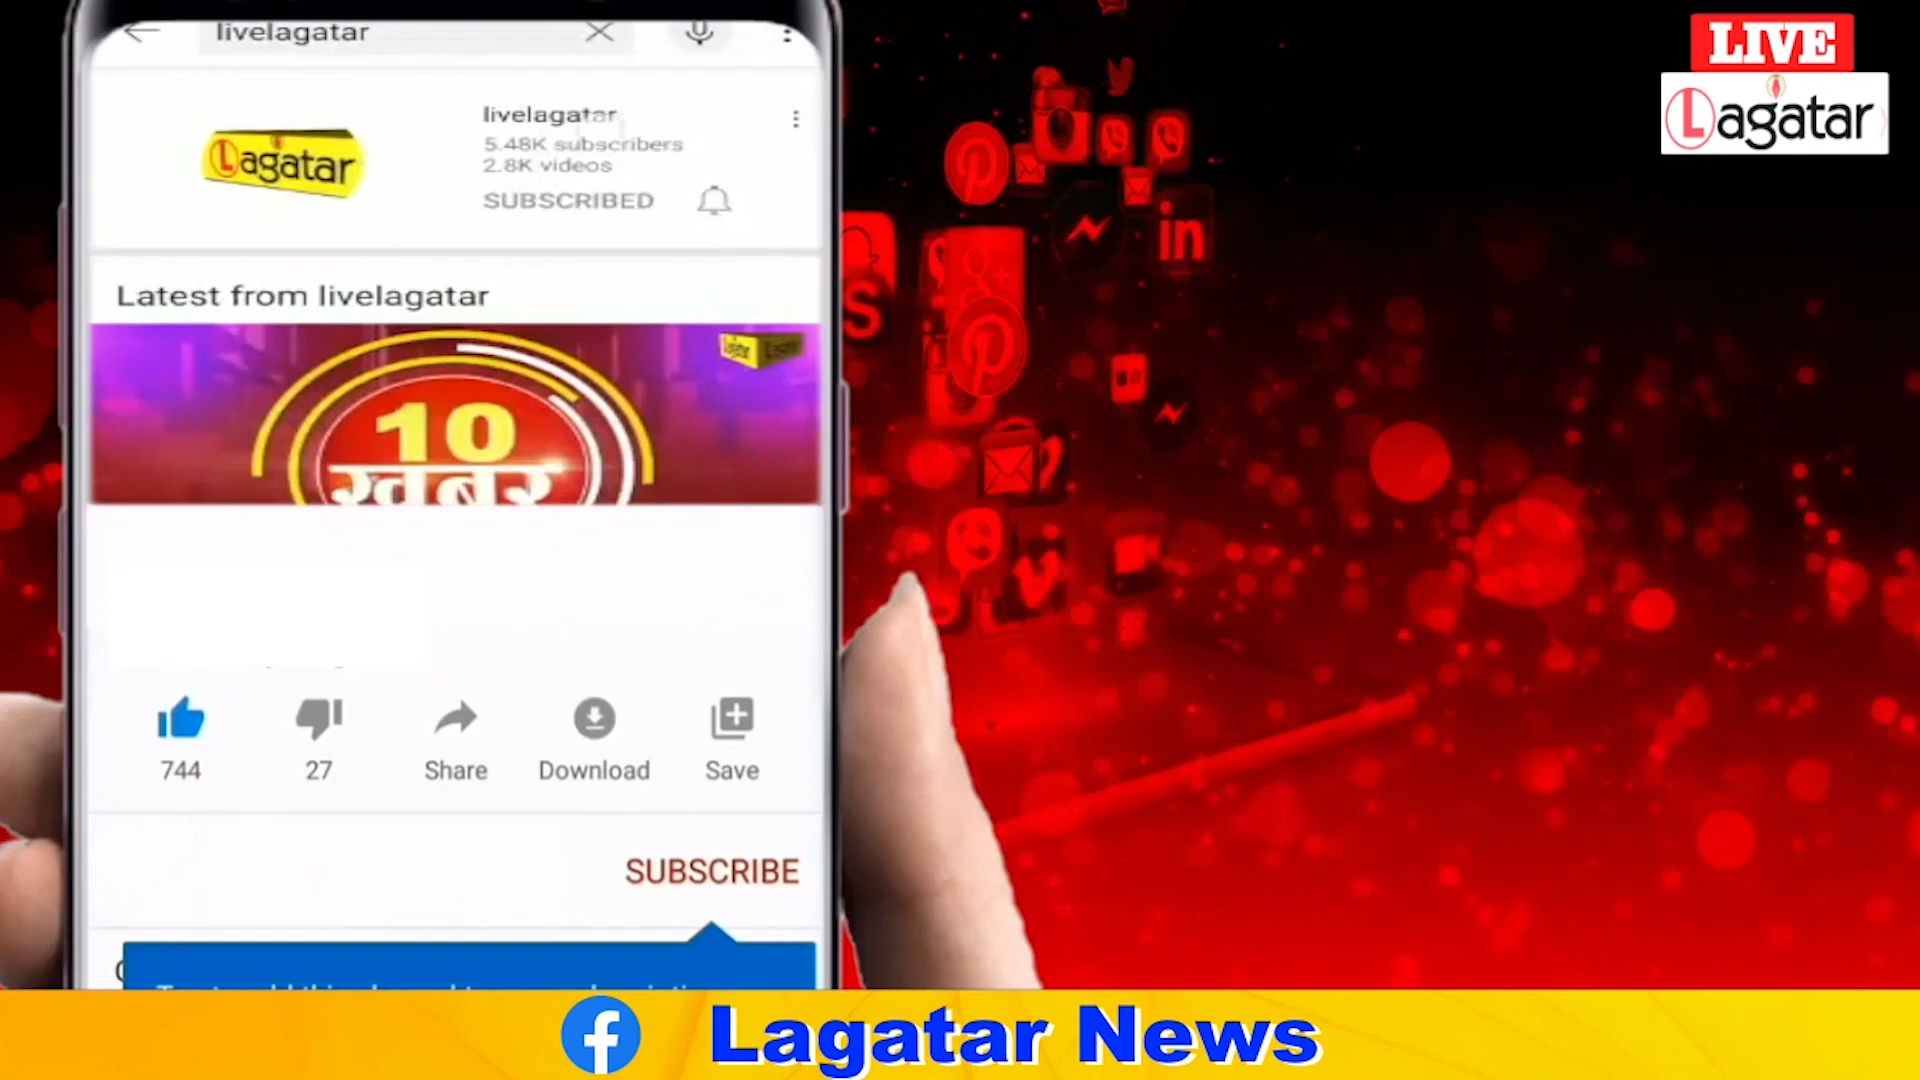 livelagatar
LIVE
Lagatar
livelagatar
5.48K subscribers
2.8K videos
SUBSCRIBED
Lagatar
Latest from livelagatar
10
खबर
744
27
Share
Download
Save
SUBSCRIBE
Lagatar News